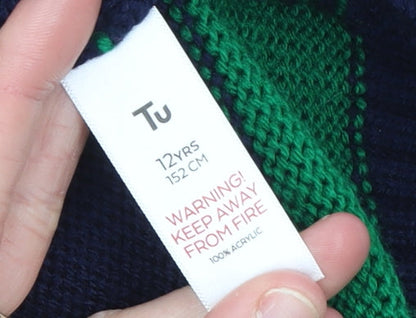 Tu
12YRS
152 CM
WARNING!
KEEP AWAY
FROM FIRE
100% ACRYLIC